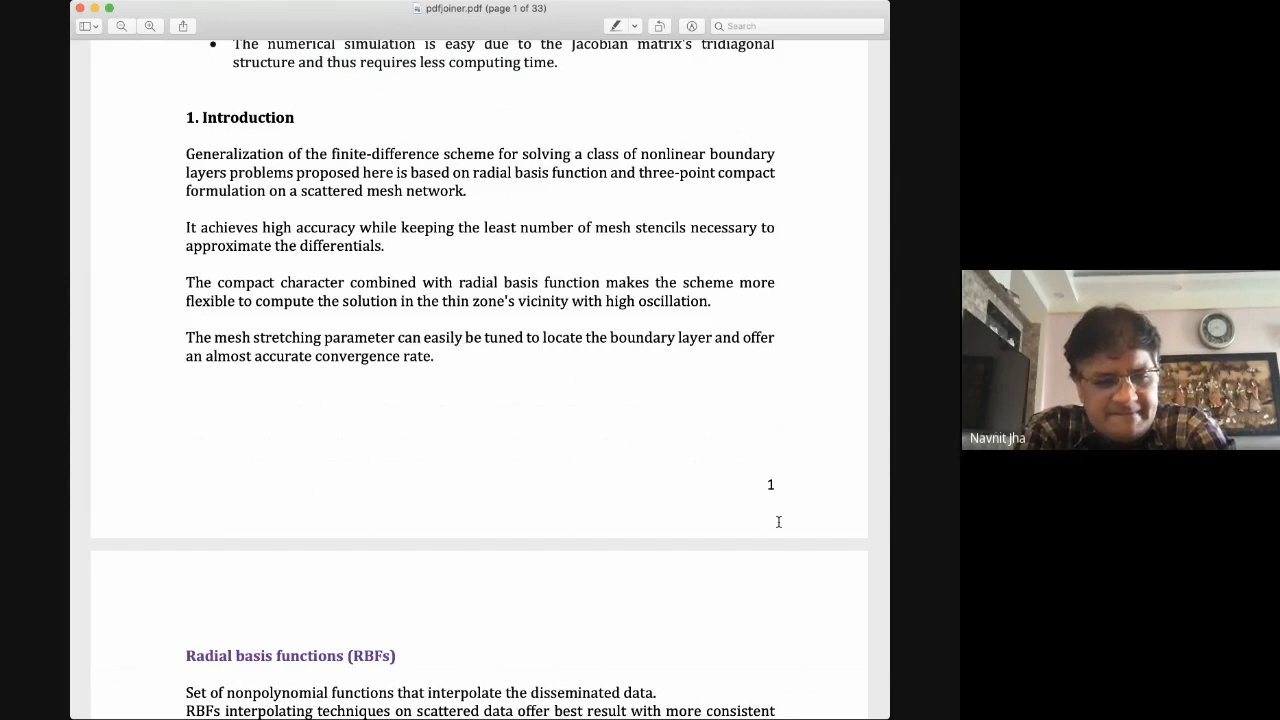 pdfjoiner.pdf (page 1 of 33)
Search
• The numerical simulation is easy due to the Jacobian matrix's tridiagonal
structure and thus requires less computing time.
1. Introduction
Generalization of the finite-difference scheme for solving a class of nonlinear boundary
layers problems proposed here is based on radial basis function and three-point compact
formulation on a scattered mesh network.
It achieves high accuracy while keeping the least number of mesh stencils necessary to
approximate the differentials.
The compact character combined with radial basis function makes the scheme more
flexible to compute the solution in the thin zone's vicinity with high oscillation.
The mesh stretching parameter can easily be tuned to locate the boundary layer and offer
an almost accurate convergence rate.
1
Radial basis functions (RBFs)
Set of nonpolynomial functions that interpolate the disseminated data.
RBFs interpolating techniques on scattered data offer best result with more consistent
Navnit Jha